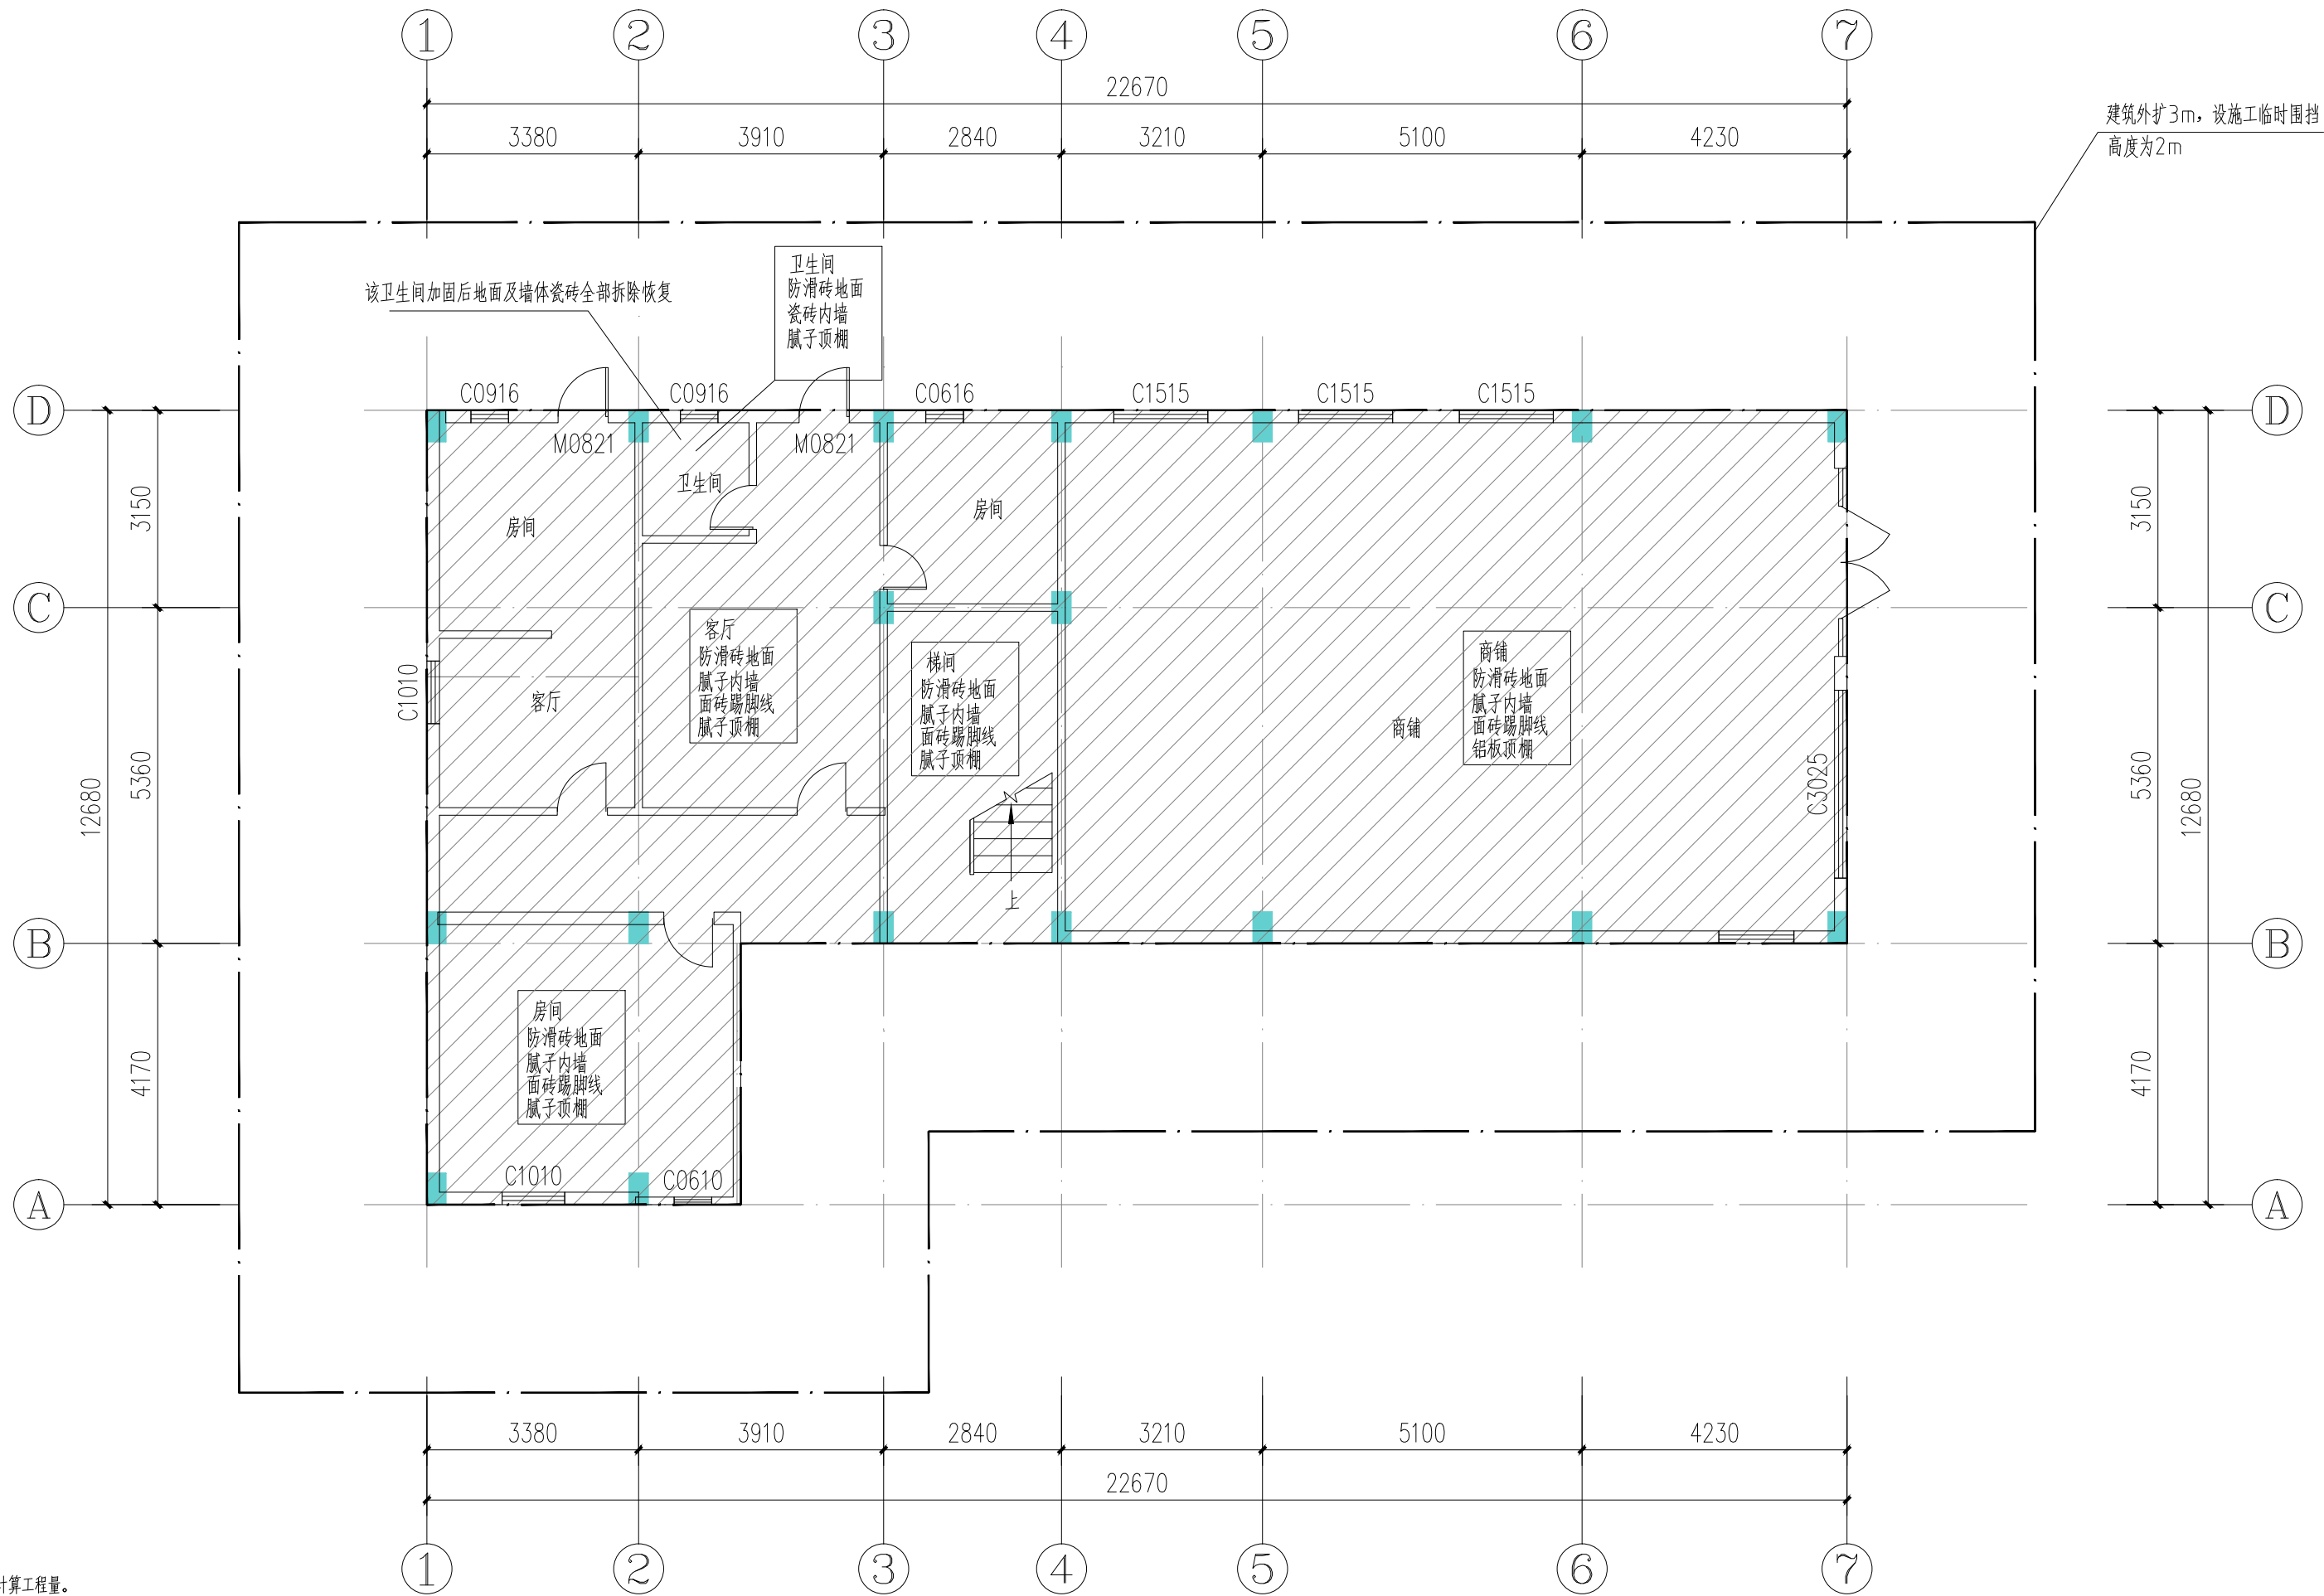 1 2 3 4 5 6 7
22670
3380 3910 2840 3210 5100 4230
建筑外扩3m，设施工临时围挡
高度为2m
该卫生间加固后地面及墙体瓷砖全部拆除恢复
卫生间
防滑砖地面
瓷砖内墙
腻子顶棚
C0916 C0916 C0616 C1515 C1515 C1515
D D
M0821 M0821
卫生间
房间
房间
3150 3150
C C
客厅
防滑砖地面
腻子内墙
面砖踢脚线
腻子顶棚
梯间
防滑砖地面
腻子内墙
面砖踢脚线
腻子顶棚
商铺
防滑砖地面
腻子内墙
面砖踢脚线
铝板顶棚
C1010
客厅
商铺
C3025
5360 5360
12680 12680
上
B B
房间
防滑砖地面
腻子内墙
面砖踢脚线
腻子顶棚
4170 4170
C1010 C0610
A A
3380 3910 2840 3210 5100 4230
22670
1 2 3 4 5 6 7
计算工程量。